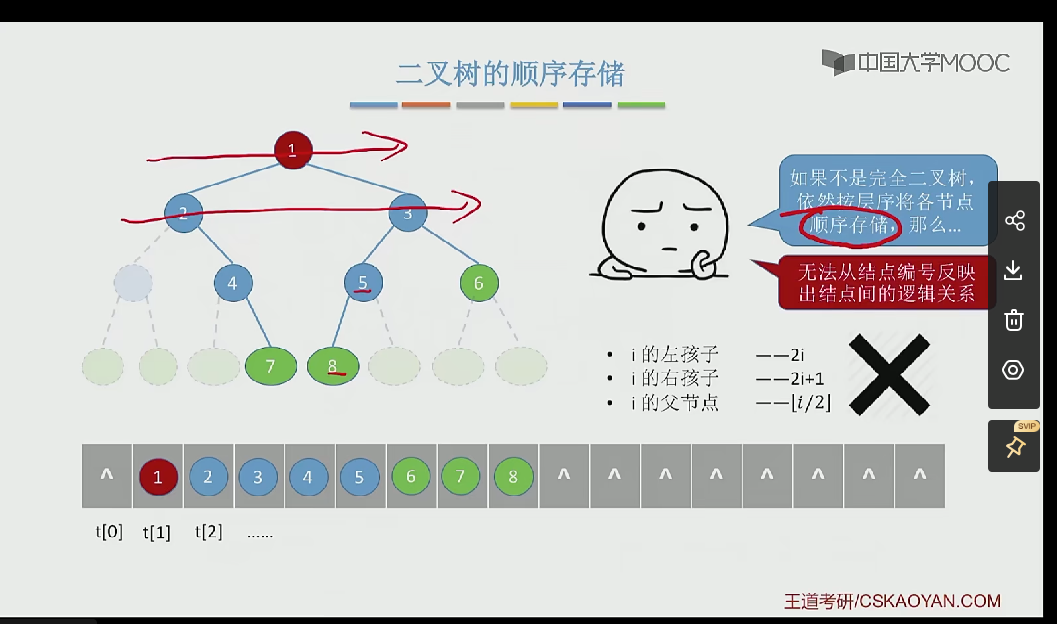 二叉树的顺序存储
中国大学MOOC
1
2
3
4
5
6
7
8
如果不是完全二叉树，
依然按层序将各节点
顺序存储，那么…
无法从结点编号反映
出结点间的逻辑关系
• i 的左孩子 ——2i
• i 的右孩子 ——2i+1
• i 的父节点 ——⌊i/2⌋
SVIP
^ 1 2 3 4 5 6 7 8 ^ ^ ^ ^ ^ ^ ^ ^
t[0] t[1] t[2] ……
王道考研/CSKAOYAN.COM